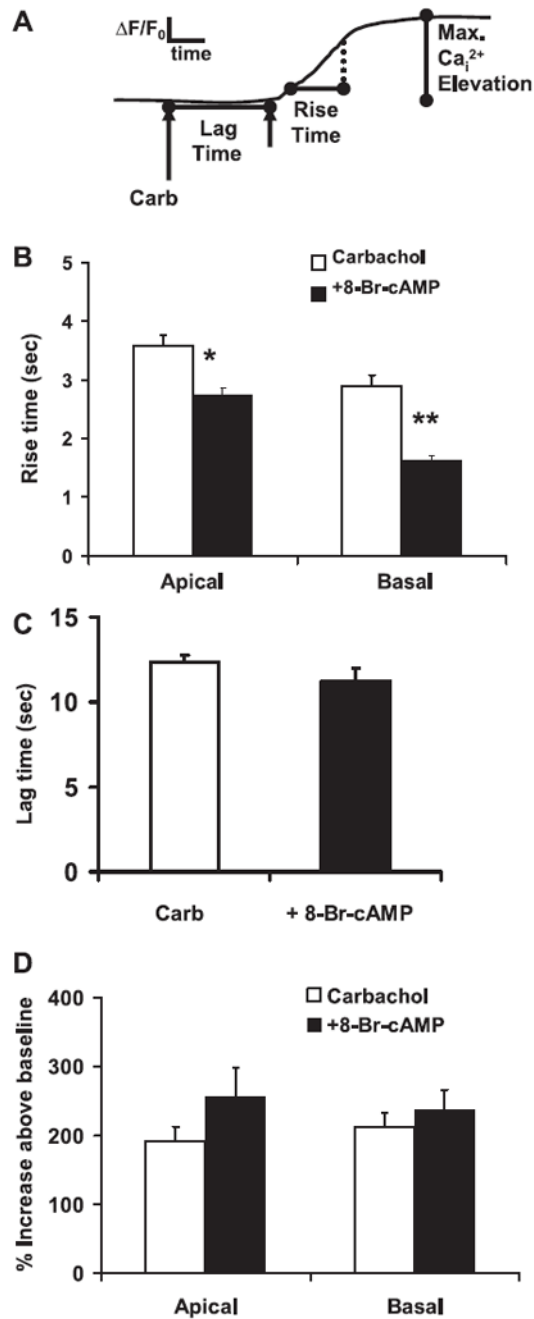 A
ΔF/F0
time
Max.
Cai2+
Elevation
Lag
Time
Rise
Time
Carb
B
Carbachol
+8-Br-cAMP
5
4
3
2
1
0
Rise time (sec)
*
**
Apical
Basal
C
15
10
5
0
Lag time (sec)
Carb
+ 8-Br-cAMP
D
Carbachol
+8-Br-cAMP
400
300
200
100
0
% Increase above baseline
Apical
Basal